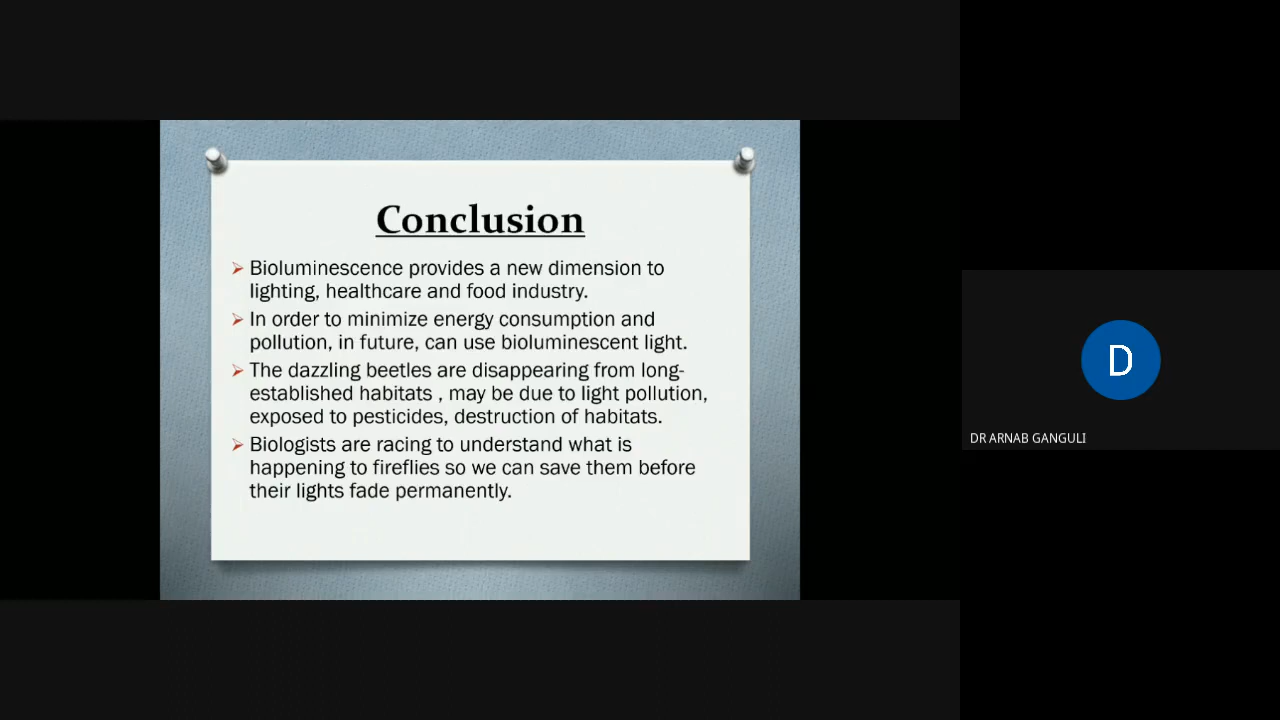 Conclusion
Bioluminescence provides a new dimension to
lighting, healthcare and food industry.
In order to minimize energy consumption and
pollution, in future, can use bioluminescent light.
The dazzling beetles are disappearing from long-
established habitats , may be due to light pollution,
exposed to pesticides, destruction of habitats.
Biologists are racing to understand what is
happening to fireflies so we can save them before
their lights fade permanently.
D
DR ARNAB GANGULI